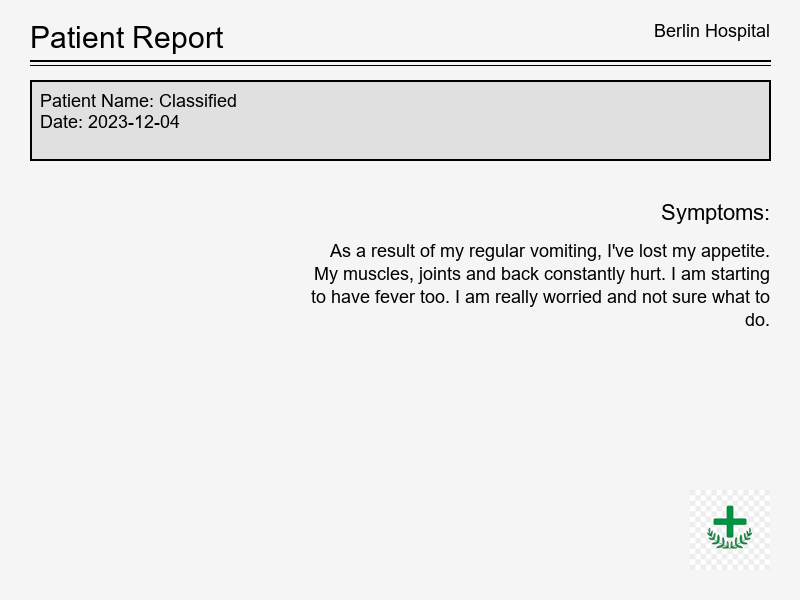 Patient Report
Berlin Hospital
Patient Name: Classified
Date: 2023-12-04
Symptoms:
As a result of my regular vomiting, I've lost my appetite.
My muscles, joints and back constantly hurt. I am starting
to have fever too. I am really worried and not sure what to
do.